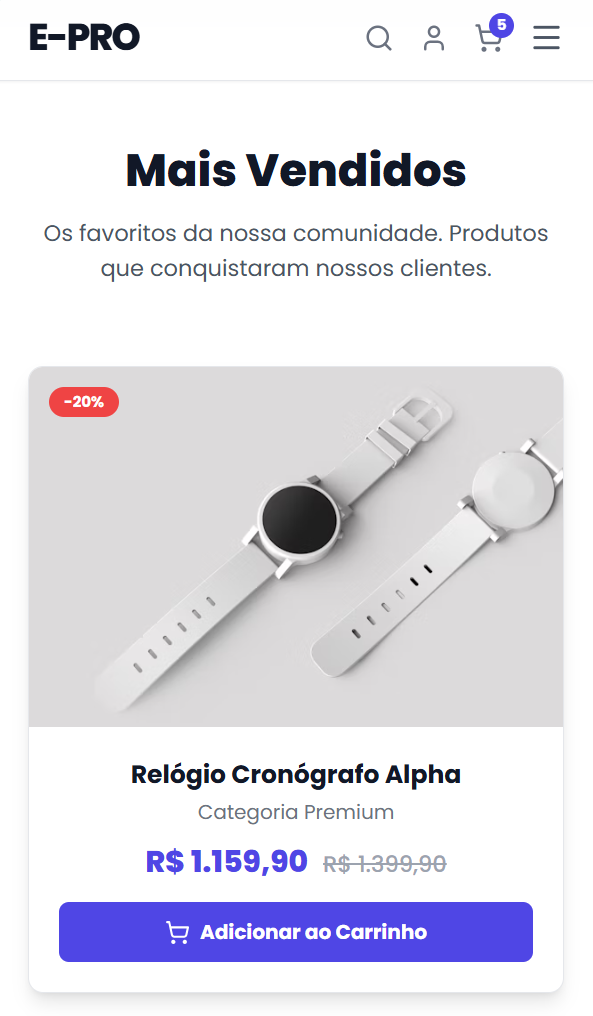 E-PRO
5
Mais Vendidos
Os favoritos da nossa comunidade. Produtos
que conquistaram nossos clientes.
-20%
Relógio Cronógrafo Alpha
Categoria Premium
R$ 1.159,90 R$ 1.399,90
Adicionar ao Carrinho